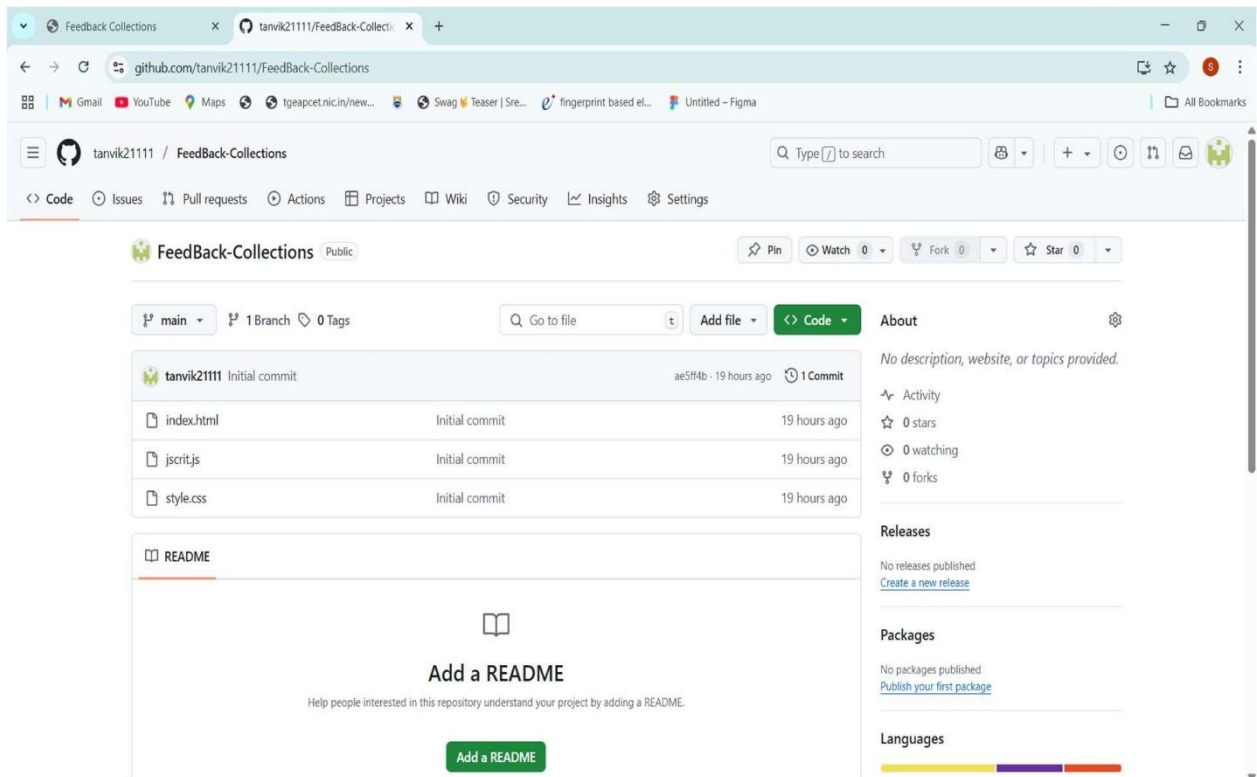 Feedback Collections
tanvik21111/FeedBack-Collecti
github.com/tanvik21111/FeedBack-Collections
S
Gmail YouTube Maps tgeapcet.nic.in/new... Swag Teaser | Sre... fingerprint based el... Untitled – Figma All Bookmarks
tanvik21111 / FeedBack-Collections Type / to search
Code Issues Pull requests Actions Projects Wiki Security Insights Settings
FeedBack-Collections Public Pin Watch 0 Fork 0 Star 0
main 1 Branch 0 Tags Go to file t Add file Code About
No description, website, or topics provided.
tanvik21111 Initial commit ae5ff4b · 19 hours ago 1 Commit
Activity
index.html Initial commit 19 hours ago
0 stars
0 watching
jscrit.js Initial commit 19 hours ago
0 forks
style.css Initial commit 19 hours ago
Releases
README
No releases published
Create a new release
Packages
Add a README
No packages published
Publish your first package
Help people interested in this repository understand your project by adding a README.
Languages
Add a README